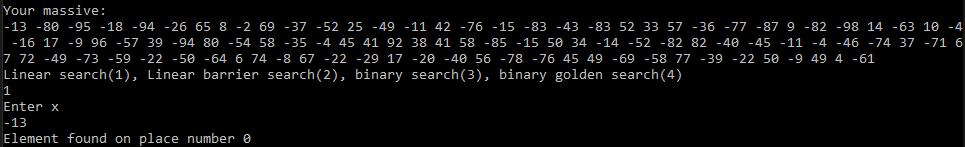 Your massive:
-13 -80 -95 -18 -94 -26 65 8 -2 69 -37 -52 25 -49 -11 42 -76 -15 -83 -43 -83 52 33 57 -36 -77 -87 9 -82 -98 14 -63 10 -4
 -16 17 -9 96 -57 39 -94 80 -54 58 -35 -4 45 41 92 38 41 58 -85 -15 50 34 -14 -52 -82 82 -40 -45 -11 -4 -46 -74 37 -71 6
7 72 -49 -73 -59 -22 -50 -64 6 74 -8 67 -22 -29 17 -20 -40 56 -78 -76 45 49 -69 -58 77 -39 -22 50 -9 49 4 -61
Linear search(1), Linear barrier search(2), binary search(3), binary golden search(4)
1
Enter x
-13
Element found on place number 0